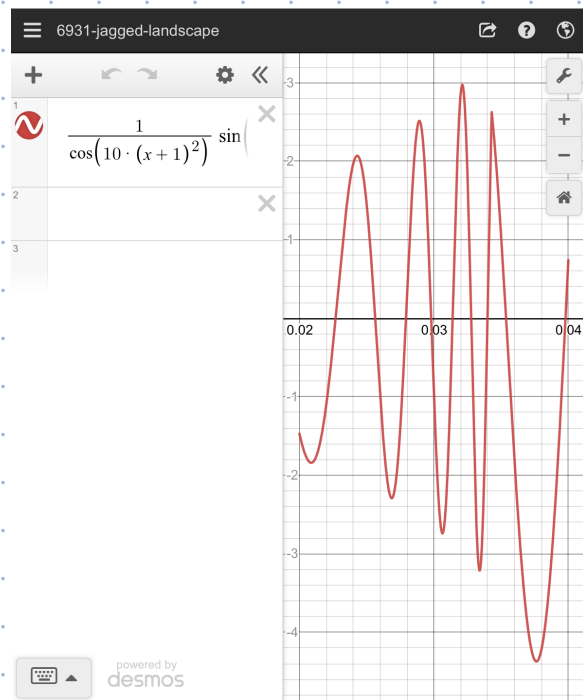 6931-jagged-landscape
1
1/cos(10 · (x + 1)²) sin(
2
3
3
2
1
0.02 0.03 0.04
-1
-2
-3
-4
powered by
desmos